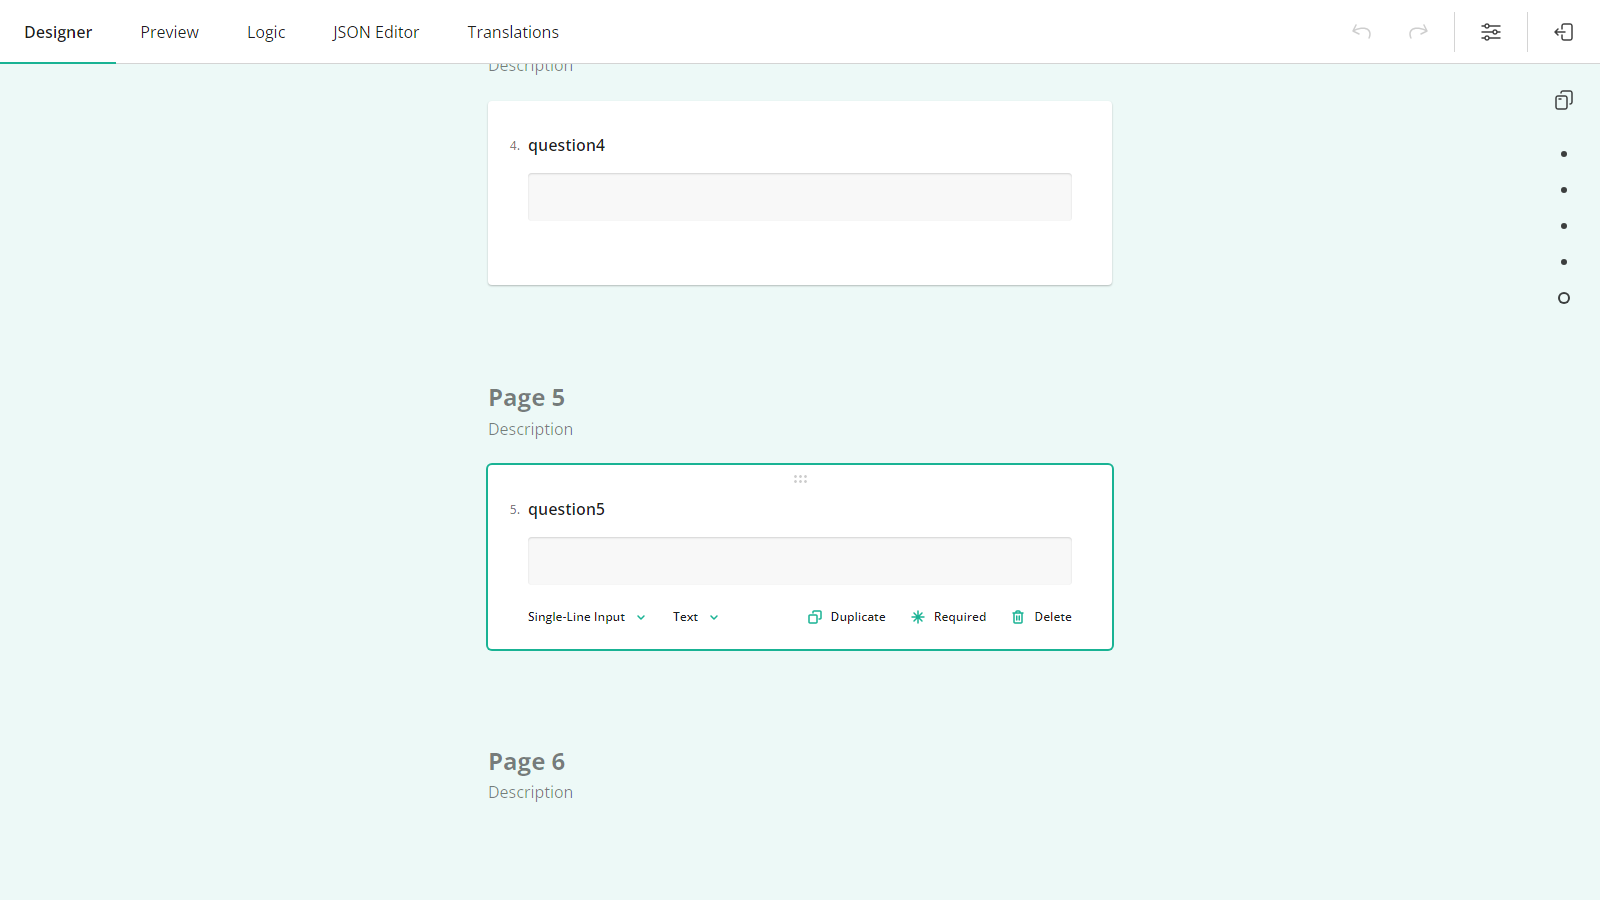 Designer Preview Logic JSON Editor Translations
Description
4. question4
Page 5
Description
5. question5
Single-Line Input Text Duplicate Required Delete
Page 6
Description